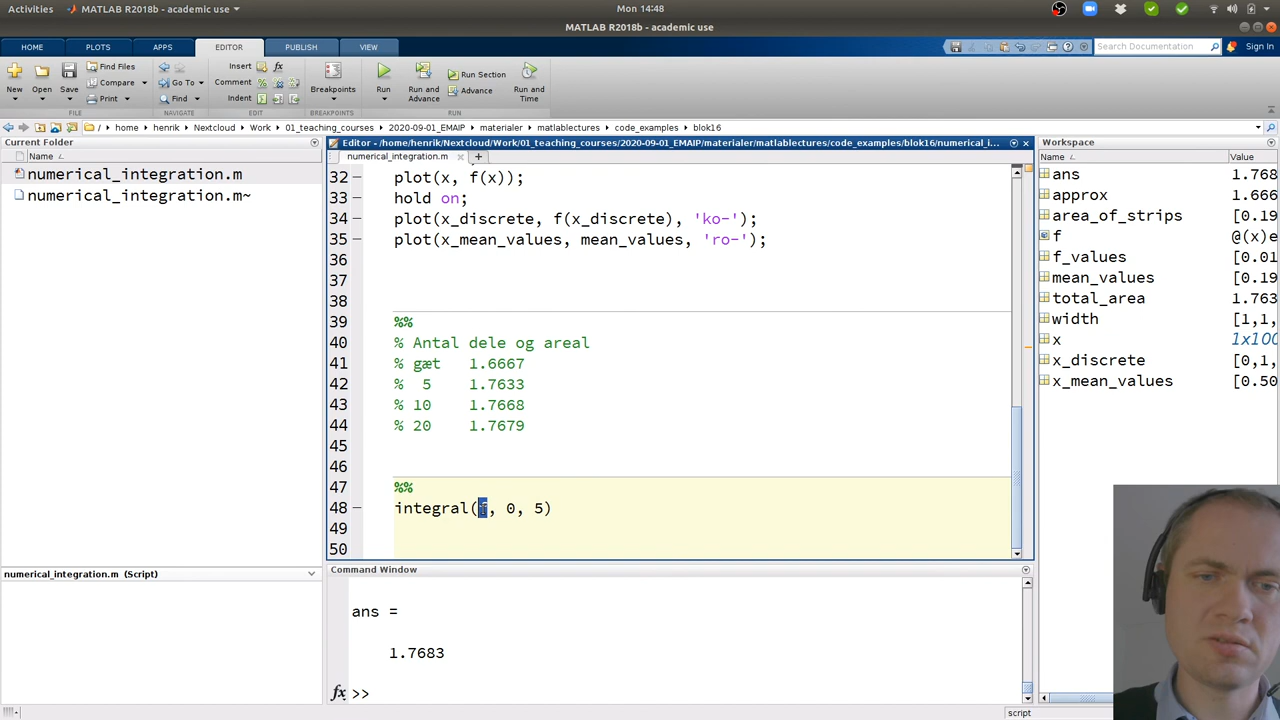 Activities MATLAB R2018b - academic use Mon 14:48
MATLAB R2018b - academic use
HOME PLOTS APPS EDITOR PUBLISH VIEW Search Documentation Sign In
New Open Save Find Files Compare Print Go To Find Insert Comment Indent Breakpoints Run Run and Advance Run Section Advance Run and Time
FILE NAVIGATE EDIT BREAKPOINTS RUN
/ home henrik Nextcloud Work 01_teaching_courses 2020-09-01_EMAIP materialer matlablectures code_examples blok16
Current Folder
Name
numerical_integration.m
numerical_integration.m~
numerical_integration.m (Script)
Editor - /home/henrik/Nextcloud/Work/01_teaching_courses/2020-09-01_EMAIP/materialer/matlablectures/code_examples/blok16/numerical_i...
numerical_integration.m
32 plot(x, f(x));
33 hold on;
34 plot(x_discrete, f(x_discrete), 'ko-');
35 plot(x_mean_values, mean_values, 'ro-');
36
37
38
39 %%
40 % Antal dele og areal
41 % gæt 1.6667
42 % 5 1.7633
43 % 10 1.7668
44 % 20 1.7679
45
46
47 %%
48 integral(f, 0, 5)
49
50
Command Window
ans =
1.7683
fx >>
Workspace
Name Value
ans 1.768
approx 1.666
area_of_strips [0.19
f @(x)e
f_values [0.01
mean_values [0.19
total_area 1.763
width [1,1,
x 1x100
x_discrete [0,1,
x_mean_values [0.50
script